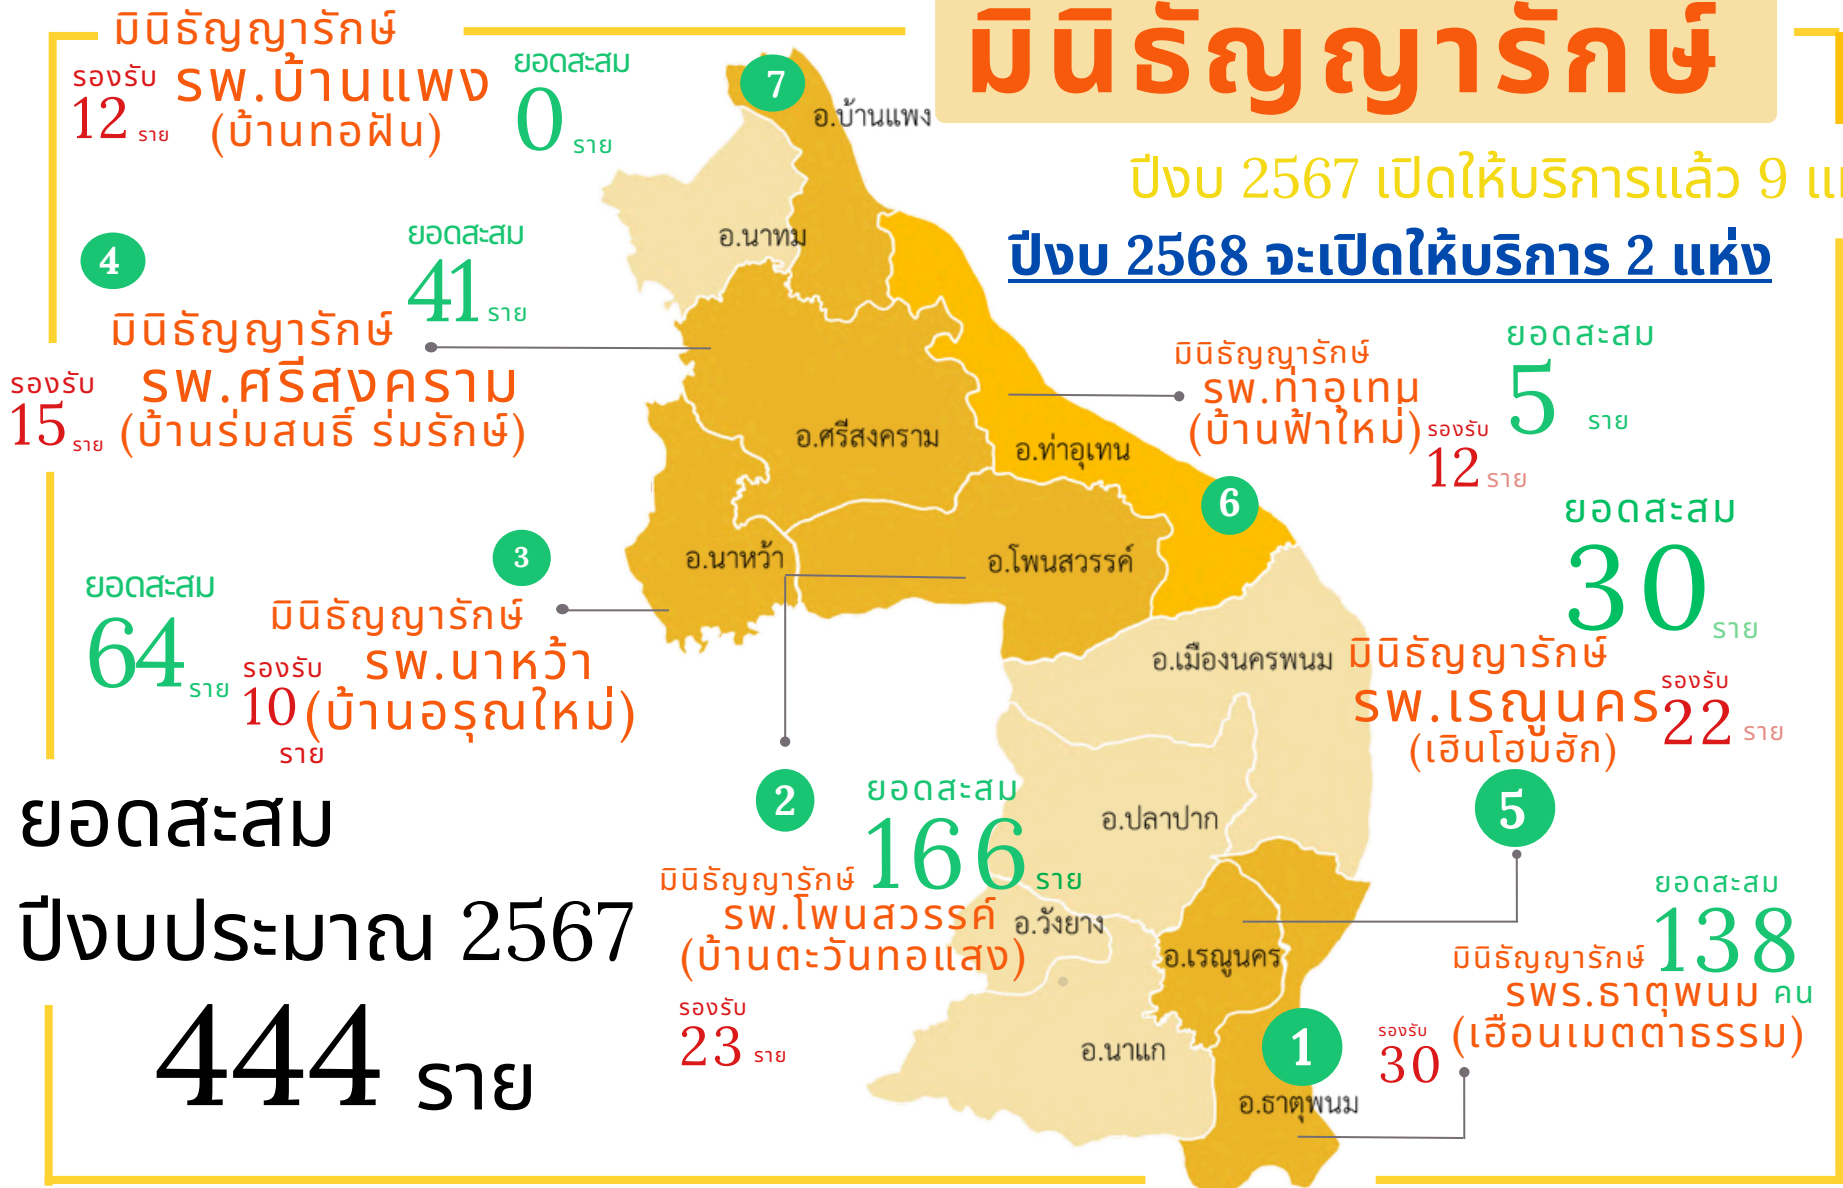 มินิธัญญารักษ์
ปีงบ 2567 เปิดให้บริการแล้ว 9
ปีงบ 2568 จะเปิดให้บริการ 2 แห่ง
มินิธัญญารักษ์
รพ.บ้านแพง
(บ้านทอฝัน)
รองรับ
12 ราย
ยอดสะสม
0 ราย
7
อ.บ้านแพง
อ.นาทม
4
ยอดสะสม
41 ราย
มินิธัญญารักษ์
รพ.ศรีสงคราม
(บ้านร่มสนธิ์ ร่มรักษ์)
รองรับ
15 ราย
อ.ศรีสงคราม
อ.ท่าอุเทน
มินิธัญญารักษ์
รพ.ท่าอุเทน
(บ้านฟ้าใหม่)
รองรับ
12 ราย
ยอดสะสม
5 ราย
6
3
อ.นาหว้า
อ.โพนสวรรค์
ยอดสะสม
64 ราย
มินิธัญญารักษ์
รพ.นาหว้า
(บ้านอรุณใหม่)
รองรับ
10
ราย
ยอดสะสม
30 ราย
อ.เมืองนครพนม
มินิธัญญารักษ์
รพ.เรณูนคร
(เฮินโฮมฮัก)
รองรับ
22 ราย
5
2
ยอดสะสม
166 ราย
มินิธัญญารักษ์
รพ.โพนสวรรค์
(บ้านตะวันทอแสง)
รองรับ
23 ราย
อ.ปลาปาก
อ.วังยาง
อ.เรณูนคร
อ.นาแก
1
อ.ธาตุพนม
ยอดสะสม
138
คน
มินิธัญญารักษ์
รพร.ธาตุพนม
(เฮือนเมตตาธรรม)
รองรับ
30
ยอดสะสม
ปีงบประมาณ 2567
444 ราย